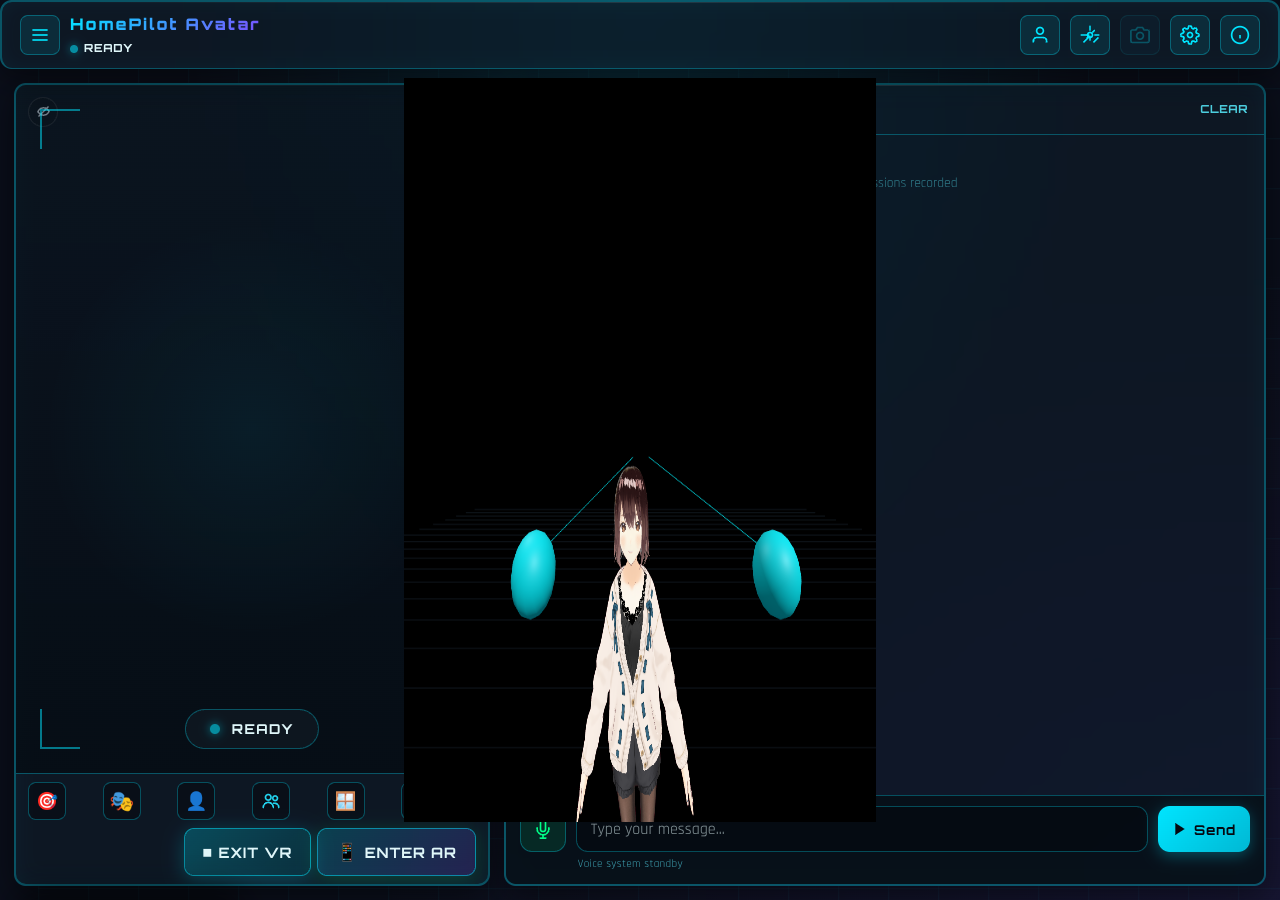 HomePilot Avatar
READY
CLEAR
ssions recorded
READY
EXIT VR
ENTER AR
Type your message...
Send
Voice system standby